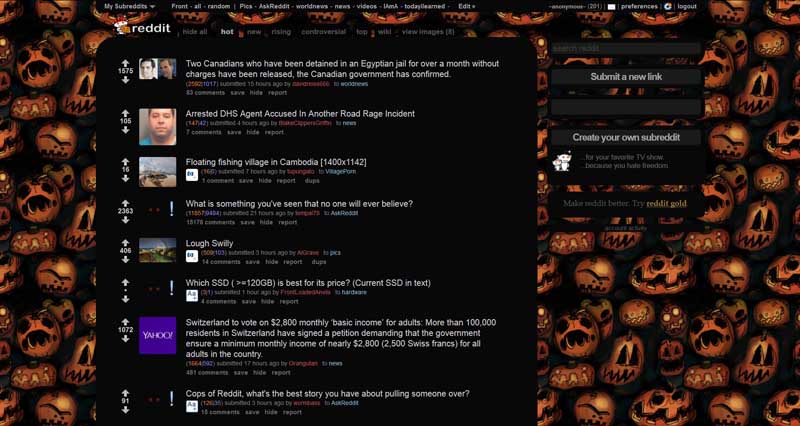 My Subreddits Front - all - random | Pics - AskReddit - worldnews - news - videos - IAmA - todayilearned - Edit » ~anonymous~ (201) | | preferences | logout
reddit hide all hot new rising controversial top wiki view images (8)
search reddit
Submit a new link
Create your own subreddit
...for your favorite TV show.
...because you hate freedom.
Make reddit better. Try reddit gold.
account activity
1575
Two Canadians who have been detained in an Egyptian jail for over a month without
charges have been released, the Canadian government has confirmed.
(2592|1017) submitted 15 hours ago by to worldnews
83 comments save hide report
105
Arrested DHS Agent Accused In Another Road Rage Incident
(147|42) submitted 4 hours ago by BlakeClippersGriffin to news
7 comments save hide report
16
Floating fishing village in Cambodia [1400x1142]
(16|0) submitted 7 hours ago by tupungato to VillagePorn
1 comment save hide report dups
2363
What is something you've seen that no one will ever believe?
(11857|9494) submitted 21 hours ago by tempai79 to AskReddit
15178 comments save hide report
406
Lough Swilly
(509|103) submitted 3 hours ago by AlGrave to pics
14 comments save hide report dups
Which SSD ( >=120GB) is best for its price? (Current SSD in text)
(3|1) submitted 1 hour ago by FrontLoadedAnvils to hardware
4 comments save hide report
1072
YAHOO!
Switzerland to vote on $2,800 monthly 'basic income' for adults: More than 100,000
residents in Switzerland have signed a petition demanding that the government
ensure a minimum monthly income of nearly $2,800 (2,500 Swiss francs) for all
adults in the country.
(1664|592) submitted 17 hours ago by Orangutan to news
481 comments save hide report
91
Cops of Reddit, what's the best story you have about pulling someone over?
(126|35) submitted 3 hours ago by wormbass to AskReddit
15 comments save hide report